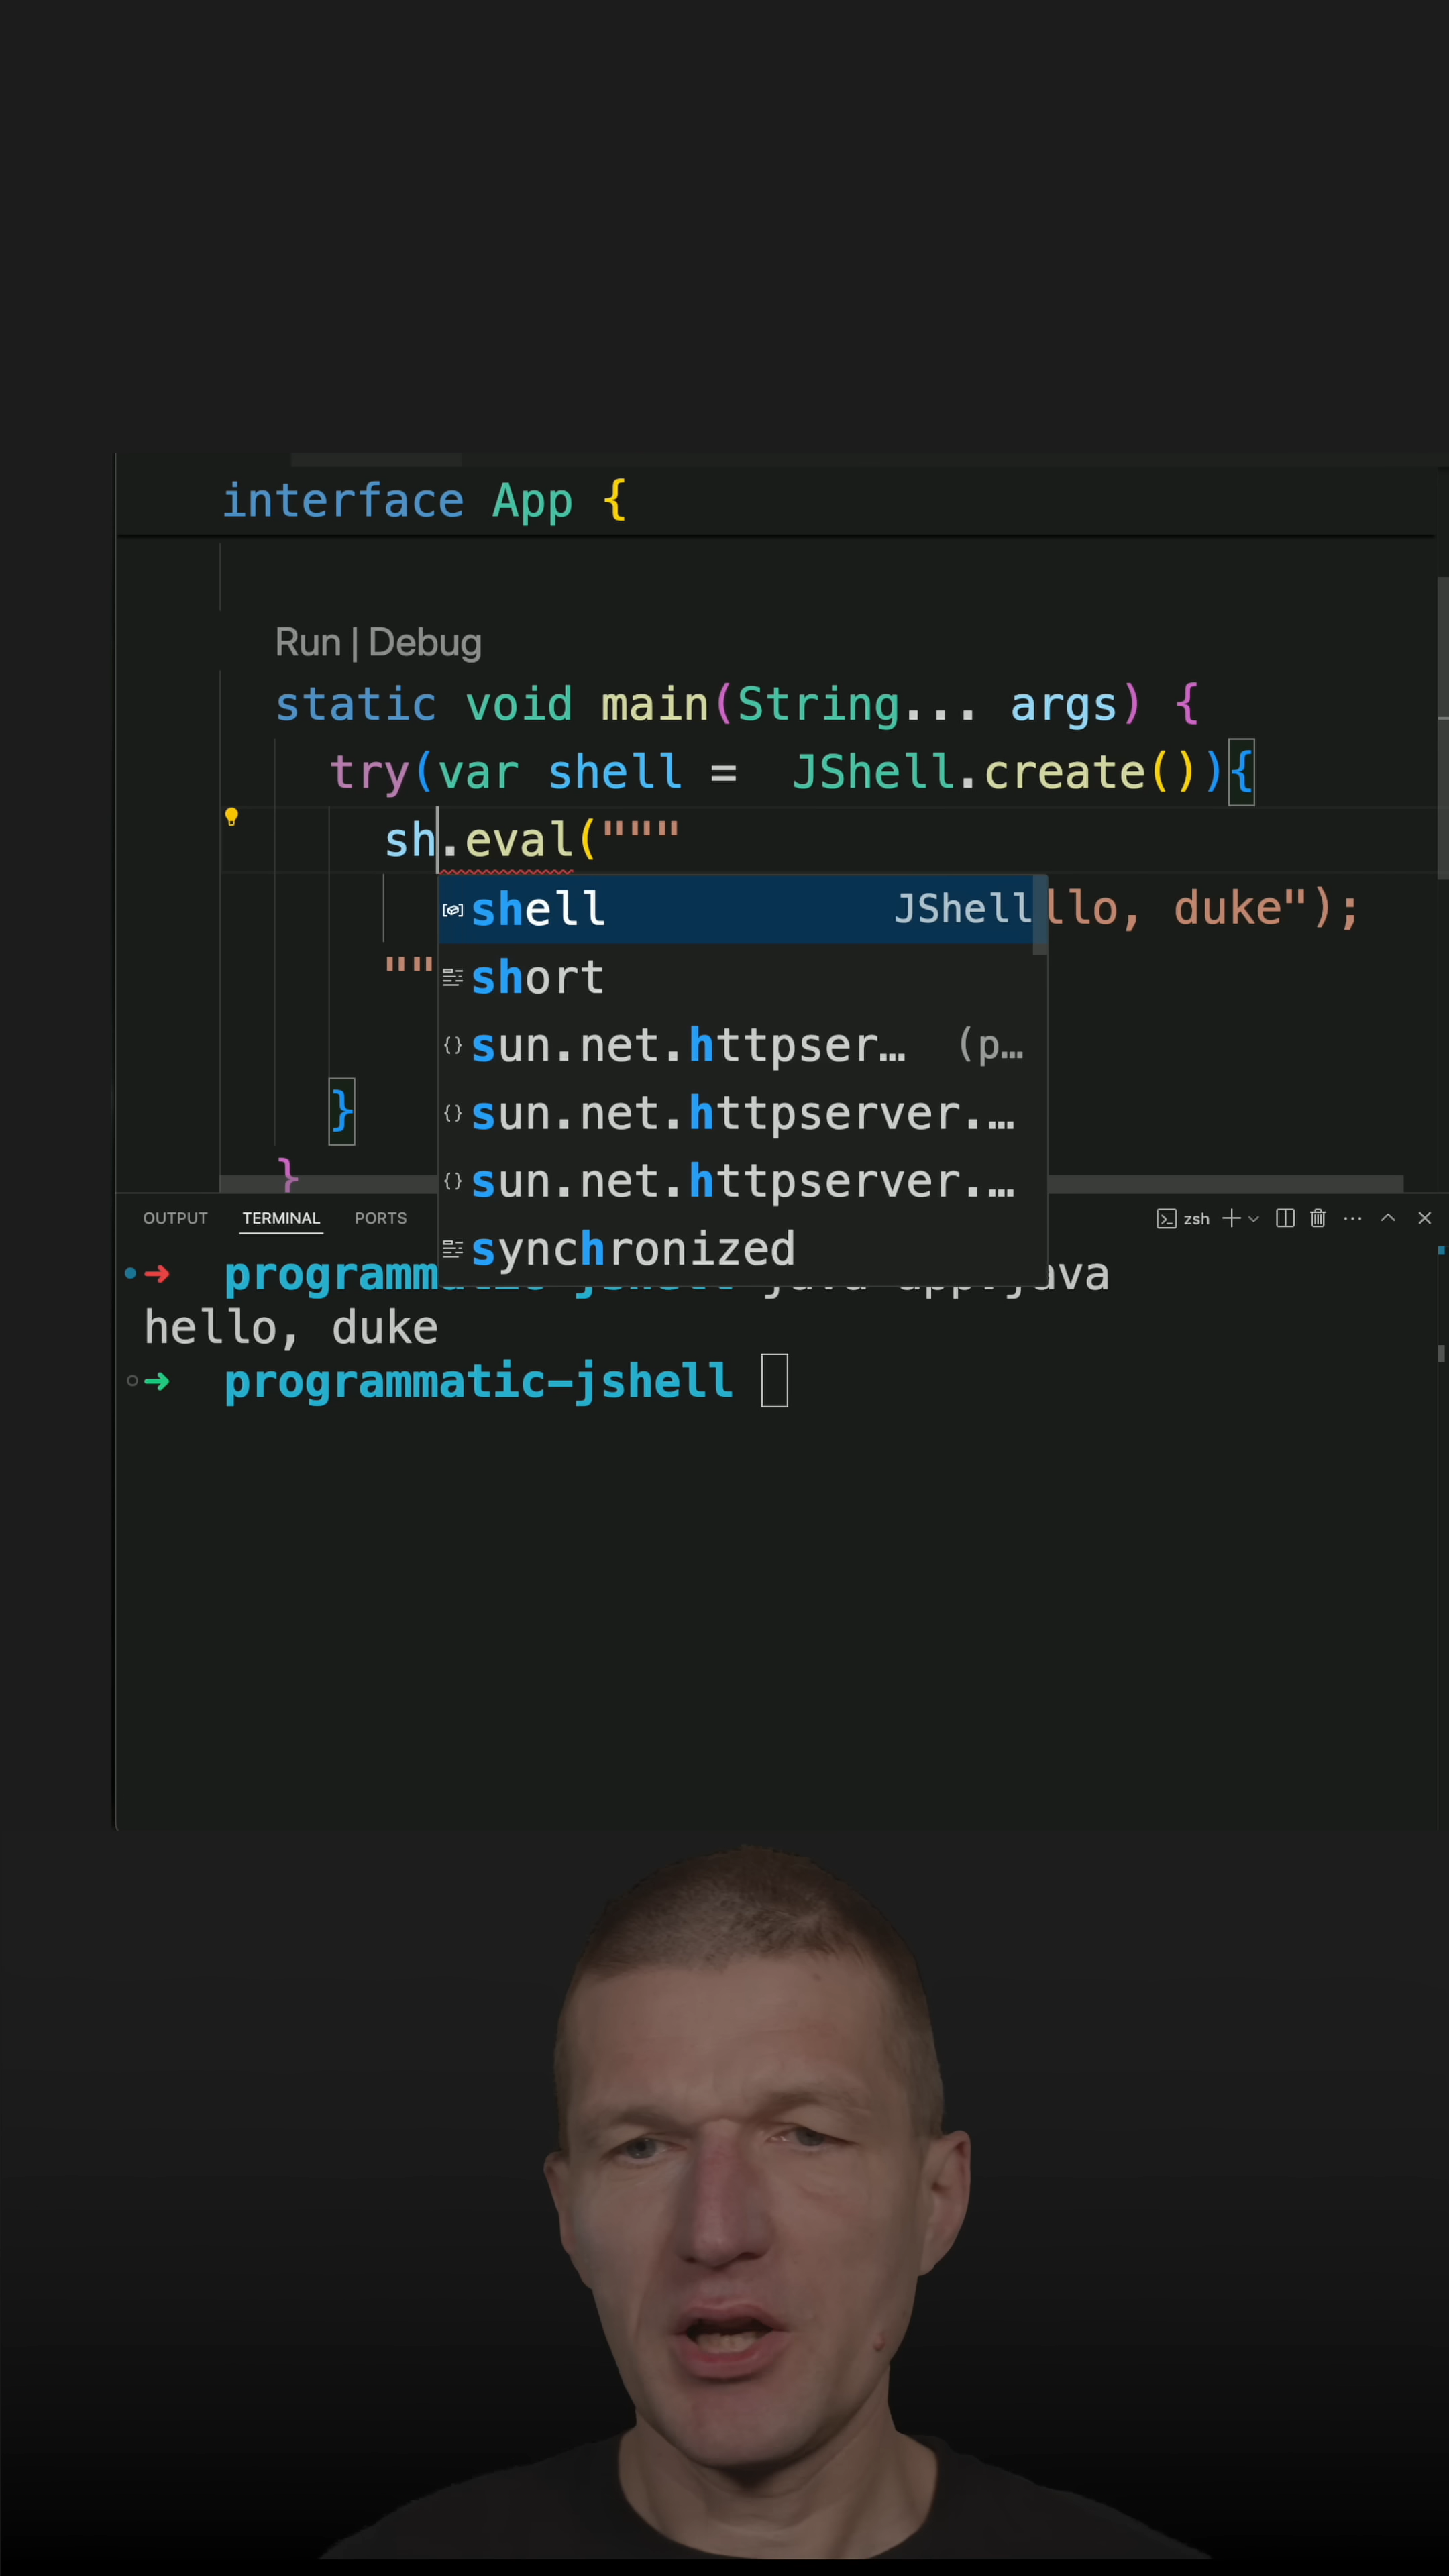 interface App {
Run | Debug
static void main(String... args) {
try(var shell =  JShell.create()){
sh.eval("""
shell JShell llo, duke");
"" short
sun.net.httpser… (p…
sun.net.httpserver.…
} sun.net.httpserver.…
}
synchronized
OUTPUT TERMINAL PORTS zsh
➜ java
hello, duke
➜ programmatic-jshell